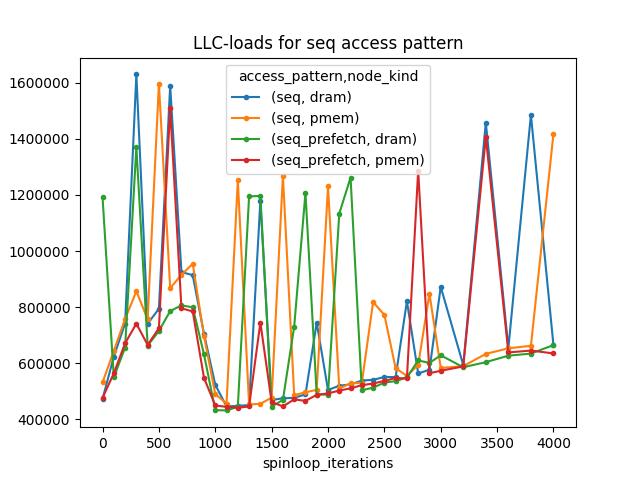 LLC-loads for seq access pattern
access_pattern,node_kind
(seq, dram)
(seq, pmem)
(seq_prefetch, dram)
(seq_prefetch, pmem)
1600000
1400000
1200000
1000000
800000
600000
400000
0 500 1000 1500 2000 2500 3000 3500 4000
spinloop_iterations